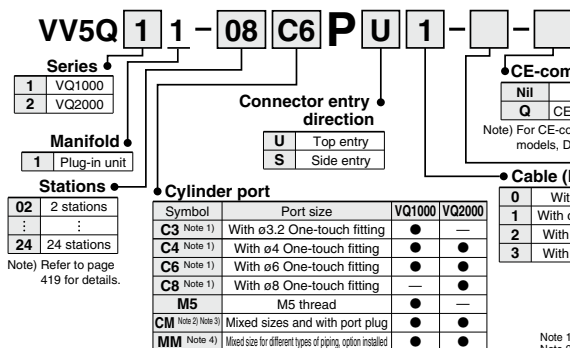 VV5Q 1 1 – 08 C6 P U 1 –
Series
1 VQ1000
2 VQ2000
Manifold
1 Plug-in unit
Stations
02 2 stations
⋮ ⋮
24 24 stations
Note) Refer to page
419 for details.
Connector entry
direction
U Top entry
S Side entry
Cylinder port
Symbol Port size VQ1000 VQ2000
C3 Note 1) With ø3.2 One-touch fitting ● —
C4 Note 1) With ø4 One-touch fitting ● ●
C6 Note 1) With ø6 One-touch fitting ● ●
C8 Note 1) With ø8 One-touch fitting — ●
M5 M5 thread ● —
CM Note 2) Note 3) Mixed sizes and with port plug ● ●
MM Note 4) Mixed size for different types of piping, option installed ● ●
CE-com
Nil
Q CE
Note) For CE-co
models, D
Cable (
0 Wit
1 With
2 With
3 With
Note 1